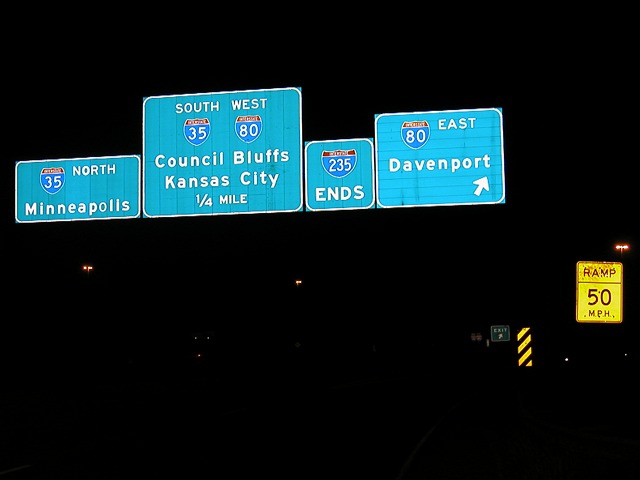 NORTH
35
Minneapolis
SOUTH WEST
35 80
Council Bluffs
Kansas City
1/4 MILE
235
ENDS
80 EAST
Davenport
RAMP
50
M.P.H.
EXIT